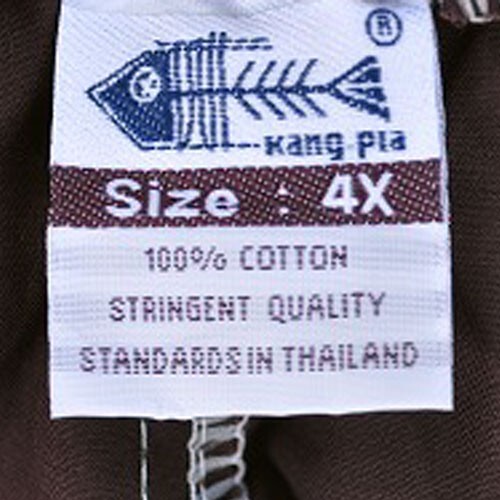 ®
Kang Pla
Size : 4X
100% COTTON
STRINGENT QUALITY
STANDARDS IN THAILAND